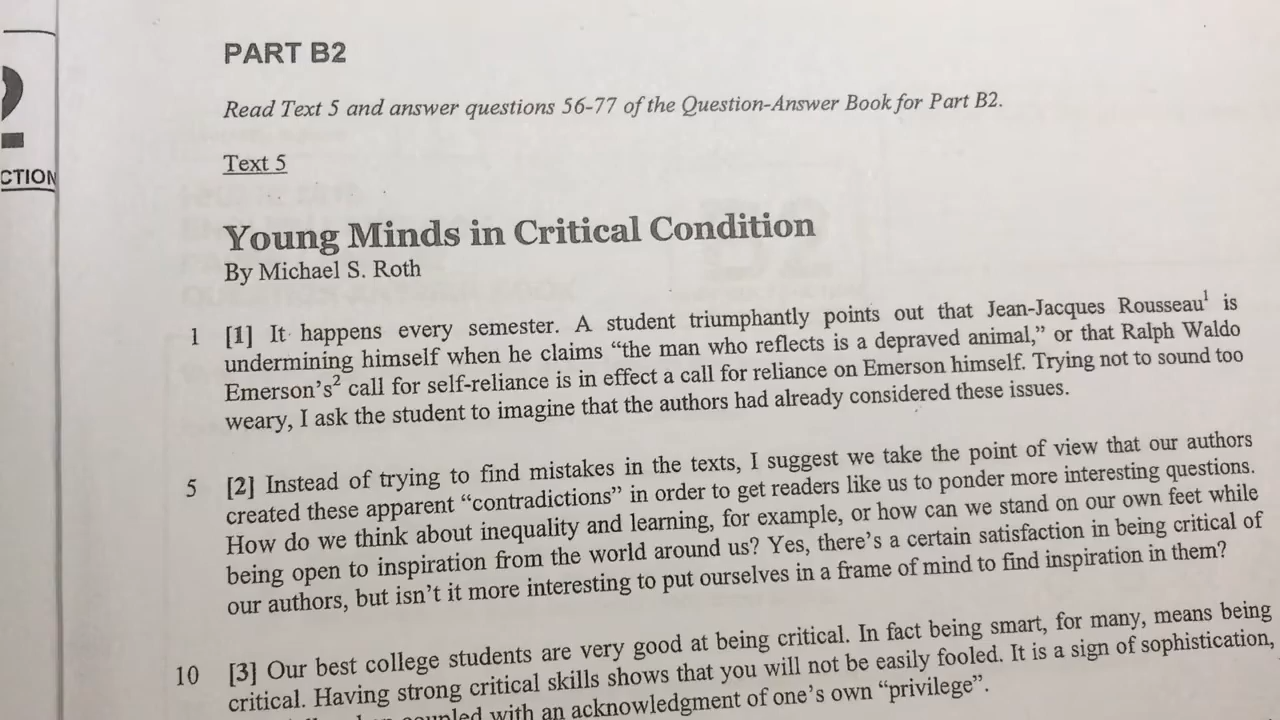 2
CTION
PART B2
Read Text 5 and answer questions 56-77 of the Question-Answer Book for Part B2.
Text 5
Young Minds in Critical Condition
By Michael S. Roth
1 [1] It happens every semester. A student triumphantly points out that Jean-Jacques Rousseau¹ is
undermining himself when he claims “the man who reflects is a depraved animal,” or that Ralph Waldo
Emerson’s² call for self-reliance is in effect a call for reliance on Emerson himself. Trying not to sound too
weary, I ask the student to imagine that the authors had already considered these issues.
5 [2] Instead of trying to find mistakes in the texts, I suggest we take the point of view that our authors
created these apparent “contradictions” in order to get readers like us to ponder more interesting questions.
How do we think about inequality and learning, for example, or how can we stand on our own feet while
being open to inspiration from the world around us? Yes, there’s a certain satisfaction in being critical of
our authors, but isn’t it more interesting to put ourselves in a frame of mind to find inspiration in them?
10 [3] Our best college students are very good at being critical. In fact being smart, for many, means being
critical. Having strong critical skills shows that you will not be easily fooled. It is a sign of sophistication,
coupled with an acknowledgment of one’s own “privilege”.